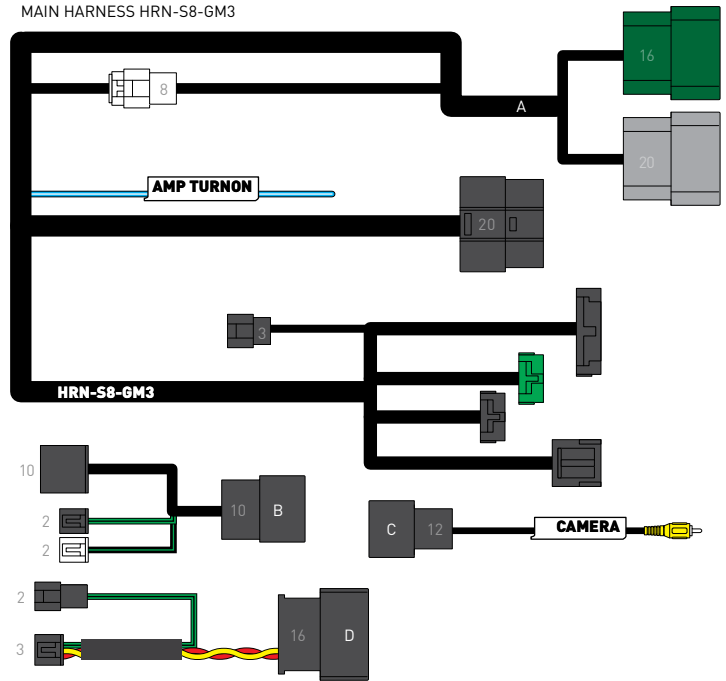 MAIN HARNESS HRN-S8-GM3
16
8
A
20
AMP TURNON
20
3
HRN-S8-GM3
10
10 B
2
2
C 12 CAMERA
2
16 D
3